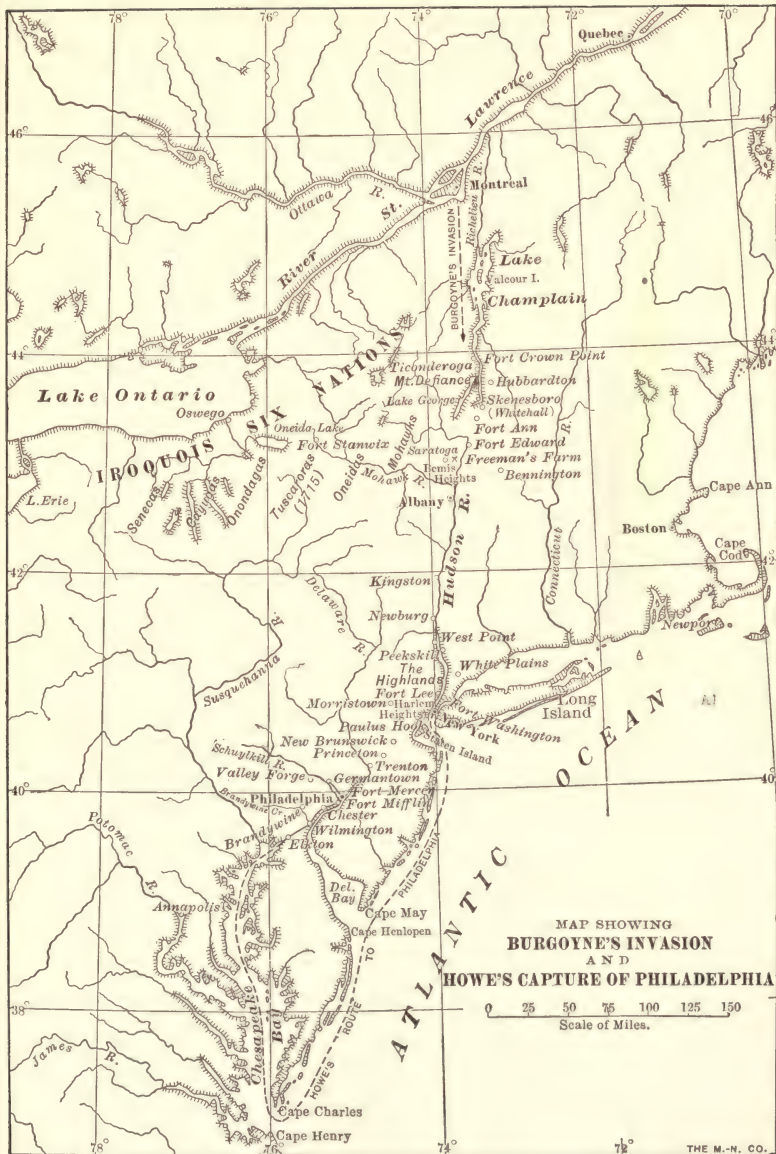 78°
76°
74°
72°
70°
Quebec
Lawrence
46°
46°
Ottawa
R.
St.
River
Montreal
Richelieu R.
BURGOYNE'S INVASION
Lake
Valcour I.
Champlain
44°
Lake Ontario
Oswego
IROQUOIS SIX NATIONS
Ticonderoga
Fort Crown Point
Mt. Defiance
Hubbardton
Lake George
Skenesboro
(Whitehall)
Fort Ann
Oneida Lake
Fort Stanwix
Fort Edward
Saratoga
Freeman's Farm
Bemis
Heights
Bennington
Mohawk R.
Albany
L. Erie
Senecas
Cayugas
Onondagas
Tuscaroras
(1715)
Oneidas
Mohawks
Cape Ann
Boston
Cape
Cod
Connecticut
R.
42°
42°
Hudson R.
Kingston
Delaware
R.
Newburg
Newport
West Point
Peekskill
The
Highlands
White Plains
Susquehanna
R.
Fort Lee
Morristown
Harlem
Heights
Fort Washington
Long
Island
Paulus Hook
New York
Staten Island
New Brunswick
Princeton
Schuylkill R.
Trenton
Valley Forge
Germantown
40°
40°
Brandywine Cr.
Philadelphia
Fort Mercer
Fort Mifflin
Chester
Brandywine
Wilmington
Elkton
Potomac
R.
Annapolis
Del.
Bay
Cape May
Cape Henlopen
ATLANTIC
OCEAN
HOWE'S
ROUTE
TO
PHILADELPHIA
MAP SHOWING
BURGOYNE'S INVASION
AND
HOWE'S CAPTURE OF PHILADELPHIA
0 25 50 75 100 125 150
Scale of Miles.
38°
Chesapeake
Bay
James
R.
Cape Charles
Cape Henry
78°
76°
74°
72°
THE M.-N. CO.